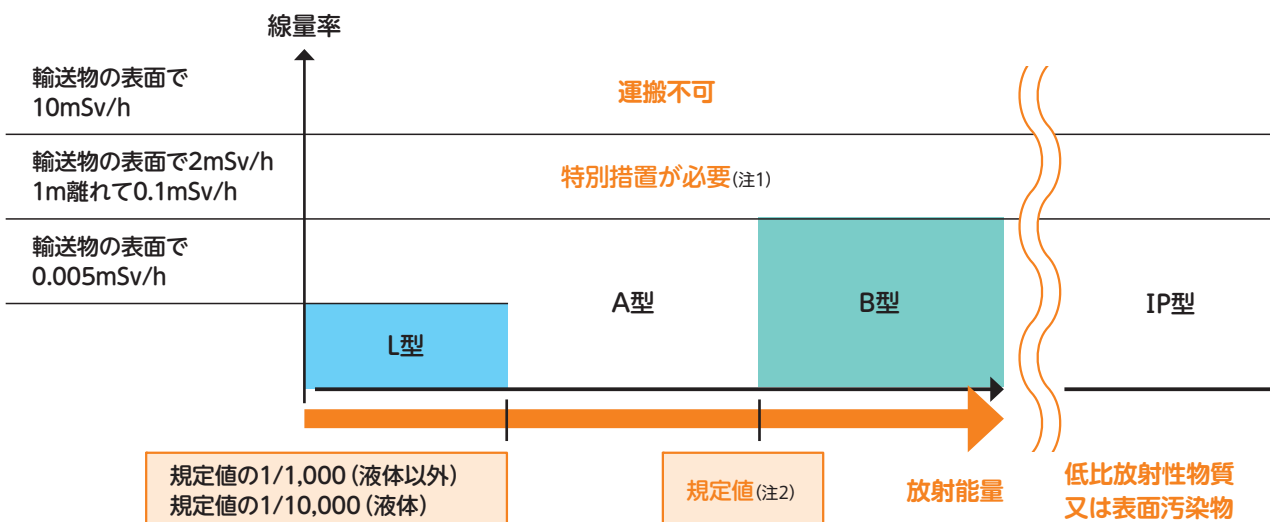 線量率
輸送物の表面で
10mSv/h
運搬不可
輸送物の表面で2mSv/h
1m離れて0.1mSv/h
特別措置が必要(注1)
輸送物の表面で
0.005mSv/h
L型
A型
B型
IP型
規定値の1/1,000(液体以外)
規定値の1/10,000(液体)
規定値(注2)
放射能量
低比放射性物質
又は表面汚染物